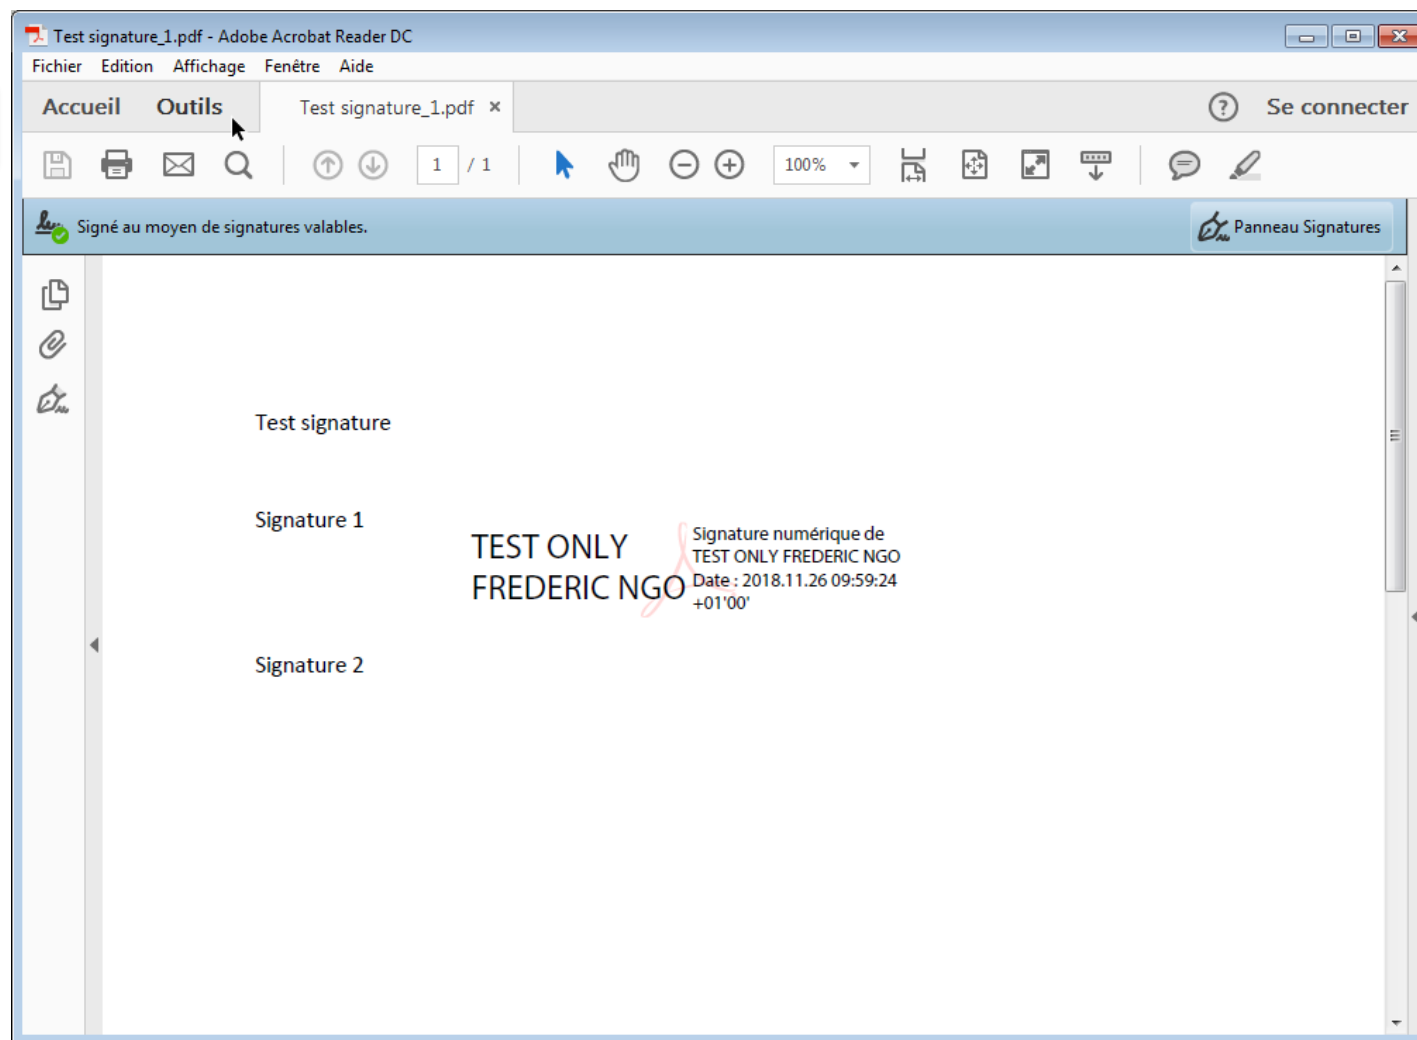 Test signature_1.pdf - Adobe Acrobat Reader DC
Fichier Edition Affichage Fenêtre Aide
Accueil Outils Test signature_1.pdf × ? Se connecter
1 / 1 100%
Signé au moyen de signatures valables. Panneau Signatures
Test signature
Signature 1
TEST ONLY
FREDERIC NGO
Signature numérique de
TEST ONLY FREDERIC NGO
Date : 2018.11.26 09:59:24
+01'00'
Signature 2